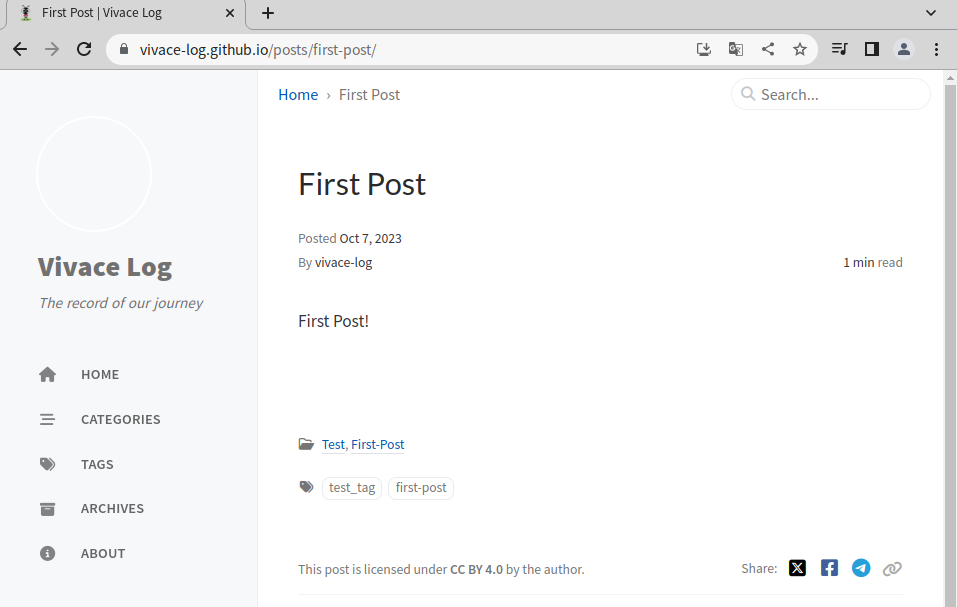 First Post | Vivace Log
vivace-log.github.io/posts/first-post/
Home › First Post
Search...
Vivace Log
The record of our journey
HOME
CATEGORIES
TAGS
ARCHIVES
ABOUT
First Post
Posted Oct 7, 2023
By vivace-log
1 min read
First Post!
Test, First-Post
test_tag first-post
This post is licensed under CC BY 4.0 by the author.
Share: